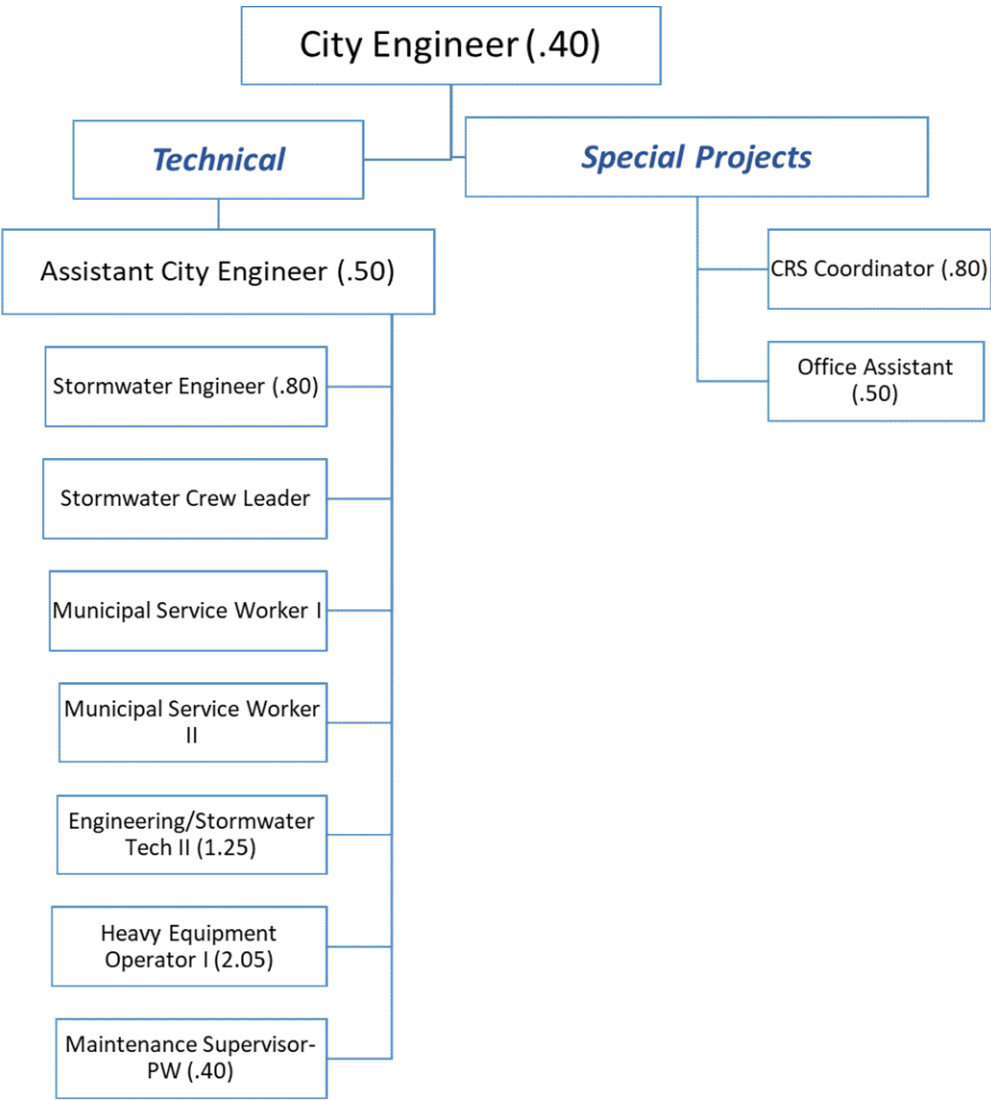 City Engineer (.40)
Technical
Special Projects
Assistant City Engineer (.50)
CRS Coordinator (.80)
Office Assistant
(.50)
Stormwater Engineer (.80)
Stormwater Crew Leader
Municipal Service Worker I
Municipal Service Worker
II
Engineering/Stormwater
Tech II (1.25)
Heavy Equipment
Operator I (2.05)
Maintenance Supervisor-
PW (.40)